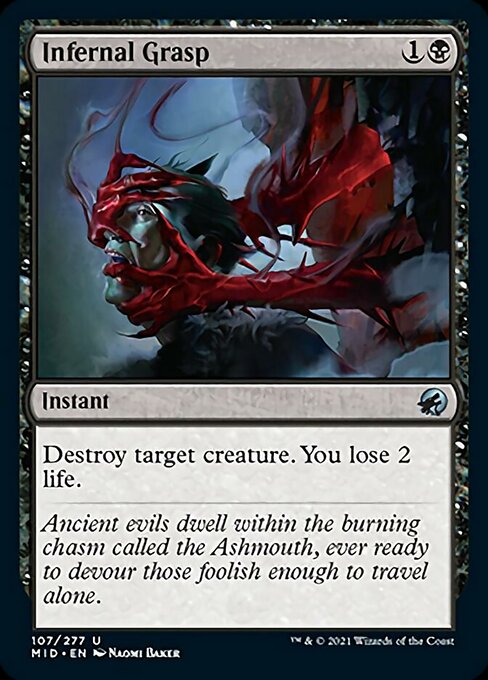 Infernal Grasp 1
Instant
Destroy target creature. You lose 2
life.
Ancient evils dwell within the burning
chasm called the Ashmouth, ever ready
to devour those foolish enough to travel
alone.
107/277 U
MID • EN Naomi Baker
™ & © 2021 Wizards of the Coast